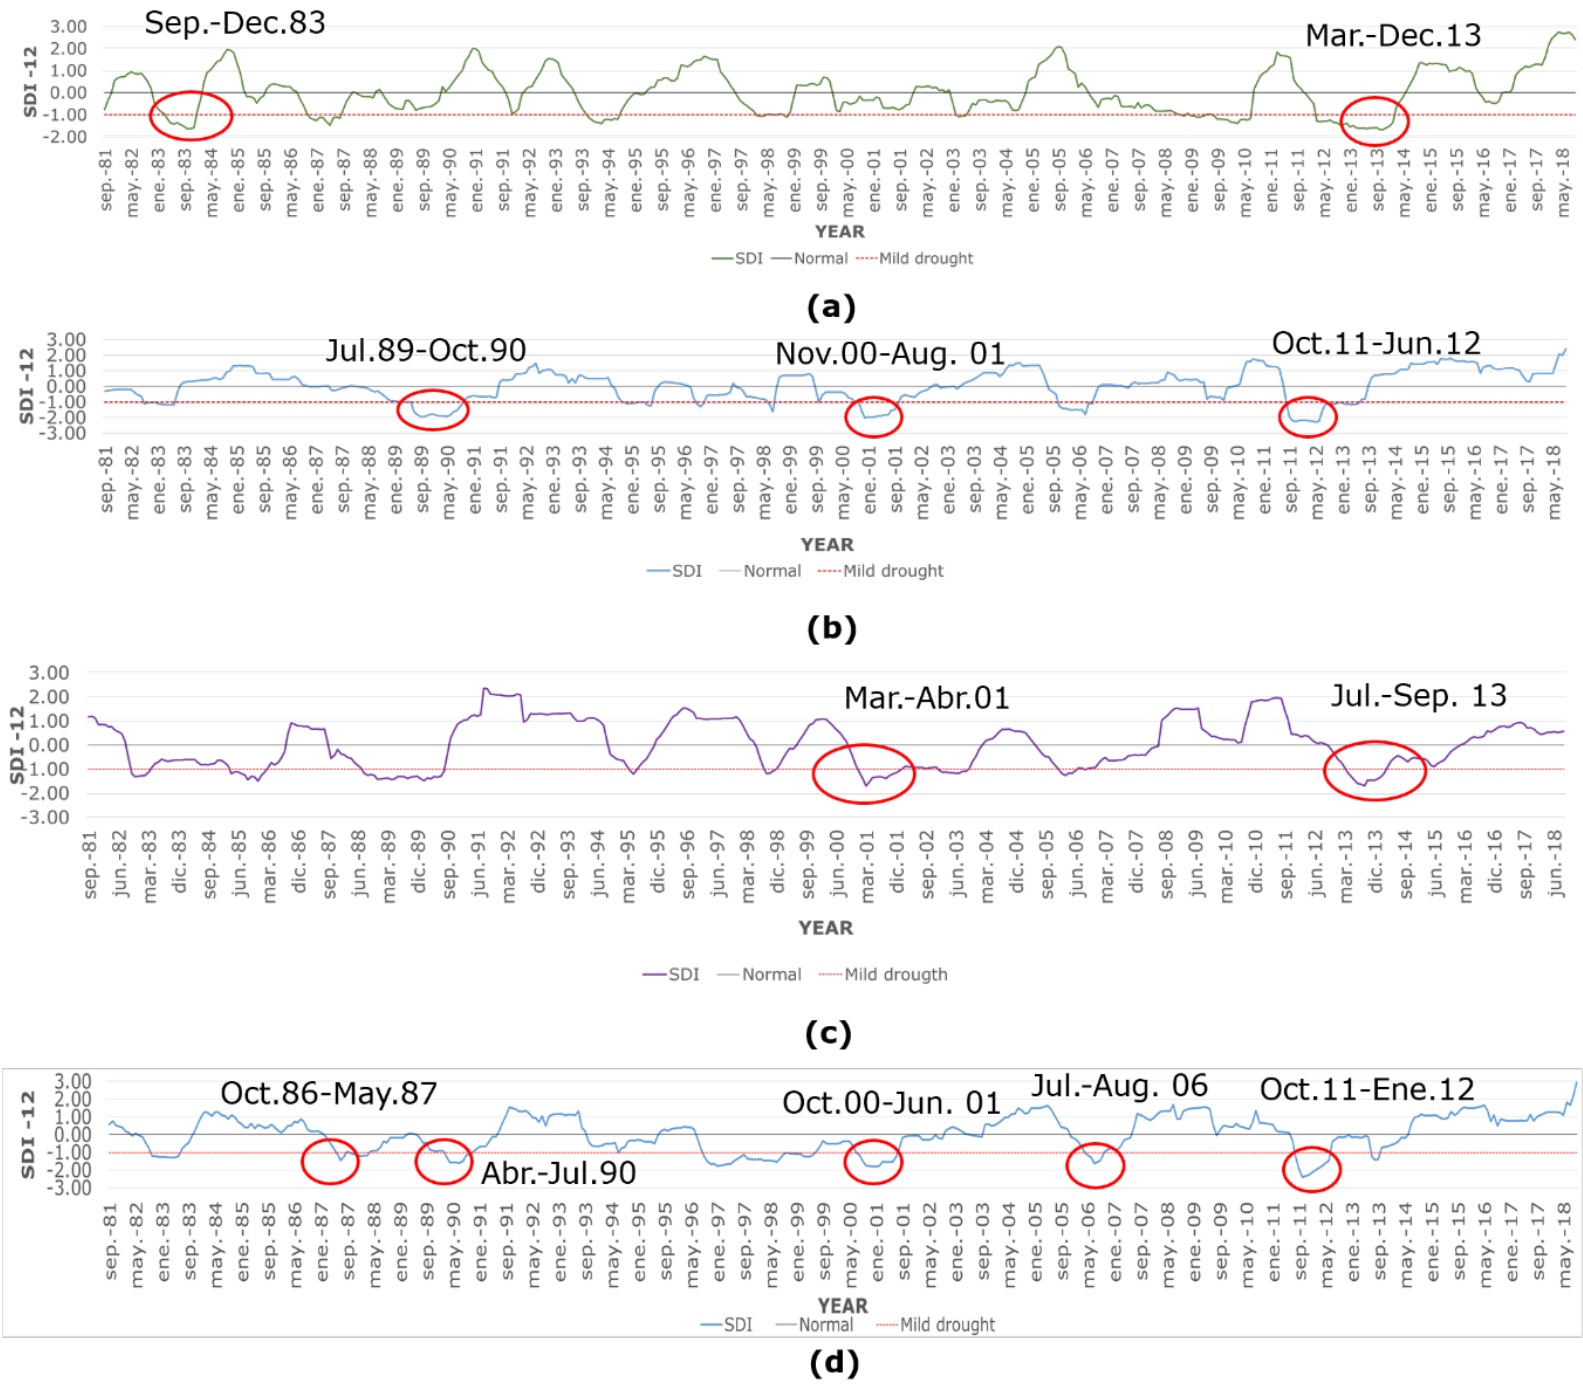 Sep.-Dec.83
Mar.-Dec.13
SDI -12
3.00
2.00
1.00
0.00
-1.00
-2.00
sep.-81 may.-82 ene.-83 sep.-83 may.-84 ene.-85 sep.-85 may.-86 ene.-87 sep.-87 may.-88 ene.-89 sep.-89 may.-90 ene.-91 sep.-91 may.-92 ene.-93 sep.-93 may.-94 ene.-95 sep.-95 may.-96 ene.-97 sep.-97 may.-98 ene.-99 sep.-99 may.-00 ene.-01 sep.-01 may.-02 ene.-03 sep.-03 may.-04 ene.-05 sep.-05 may.-06 ene.-07 sep.-07 may.-08 ene.-09 sep.-09 may.-10 ene.-11 sep.-11 may.-12 ene.-13 sep.-13 may.-14 ene.-15 sep.-15 may.-16 ene.-17 sep.-17 may.-18
YEAR
SDI Normal Mild drought
(a)
Jul.89-Oct.90
Nov.00-Aug. 01
Oct.11-Jun.12
SDI -12
3.00
2.00
1.00
0.00
-1.00
-2.00
-3.00
sep.-81 may.-82 ene.-83 sep.-83 may.-84 ene.-85 sep.-85 may.-86 ene.-87 sep.-87 may.-88 ene.-89 sep.-89 may.-90 ene.-91 sep.-91 may.-92 ene.-93 sep.-93 may.-94 ene.-95 sep.-95 may.-96 ene.-97 sep.-97 may.-98 ene.-99 sep.-99 may.-00 ene.-01 sep.-01 may.-02 ene.-03 sep.-03 may.-04 ene.-05 sep.-05 may.-06 ene.-07 sep.-07 may.-08 ene.-09 sep.-09 may.-10 ene.-11 sep.-11 may.-12 ene.-13 sep.-13 may.-14 ene.-15 sep.-15 may.-16 ene.-17 sep.-17 may.-18
YEAR
SDI Normal Mild drought
(b)
Mar.-Abr.01
Jul.-Sep. 13
SDI -12
3.00
2.00
1.00
0.00
-1.00
-2.00
-3.00
sep.-81 jun.-82 mar.-83 dic.-83 sep.-84 jun.-85 mar.-86 dic.-86 sep.-87 jun.-88 mar.-89 dic.-89 sep.-90 jun.-91 mar.-92 dic.-92 sep.-93 jun.-94 mar.-95 dic.-95 sep.-96 jun.-97 mar.-98 dic.-98 sep.-99 jun.-00 mar.-01 dic.-01 sep.-02 jun.-03 mar.-04 dic.-04 sep.-05 jun.-06 mar.-07 dic.-07 sep.-08 jun.-09 mar.-10 dic.-10 sep.-11 jun.-12 mar.-13 dic.-13 sep.-14 jun.-15 mar.-16 dic.-16 sep.-17 jun.-18
YEAR
SDI Normal Mild drougth
(c)
Oct.86-May.87
Abr.-Jul.90
Oct.00-Jun. 01
Jul.-Aug. 06
Oct.11-Ene.12
SDI -12
3.00
2.00
1.00
0.00
-1.00
-2.00
-3.00
sep.-81 may.-82 ene.-83 sep.-83 may.-84 ene.-85 sep.-85 may.-86 ene.-87 sep.-87 may.-88 ene.-89 sep.-89 may.-90 ene.-91 sep.-91 may.-92 ene.-93 sep.-93 may.-94 ene.-95 sep.-95 may.-96 ene.-97 sep.-97 may.-98 ene.-99 sep.-99 may.-00 ene.-01 sep.-01 may.-02 ene.-03 sep.-03 may.-04 ene.-05 sep.-05 may.-06 ene.-07 sep.-07 may.-08 ene.-09 sep.-09 may.-10 ene.-11 sep.-11 may.-12 ene.-13 sep.-13 may.-14 ene.-15 sep.-15 may.-16 ene.-17 sep.-17 may.-18
YEAR
SDI Normal Mild drought
(d)